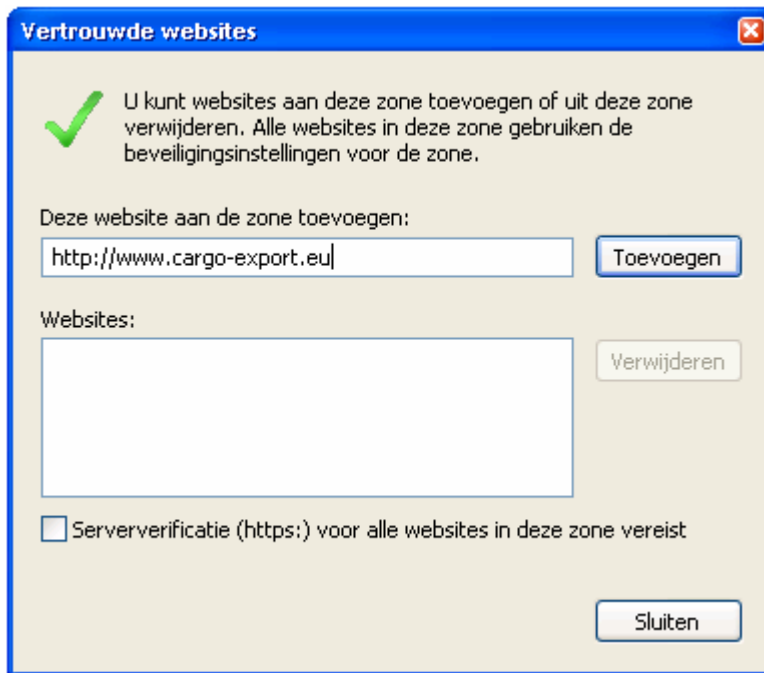 Vertrouwde websites
U kunt websites aan deze zone toevoegen of uit deze zone
verwijderen. Alle websites in deze zone gebruiken de
beveiligingsinstellingen voor de zone.
Deze website aan de zone toevoegen:
http://www.cargo-export.eu
Toevoegen
Websites:
Verwijderen
Serververificatie (https:) voor alle websites in deze zone vereist
Sluiten